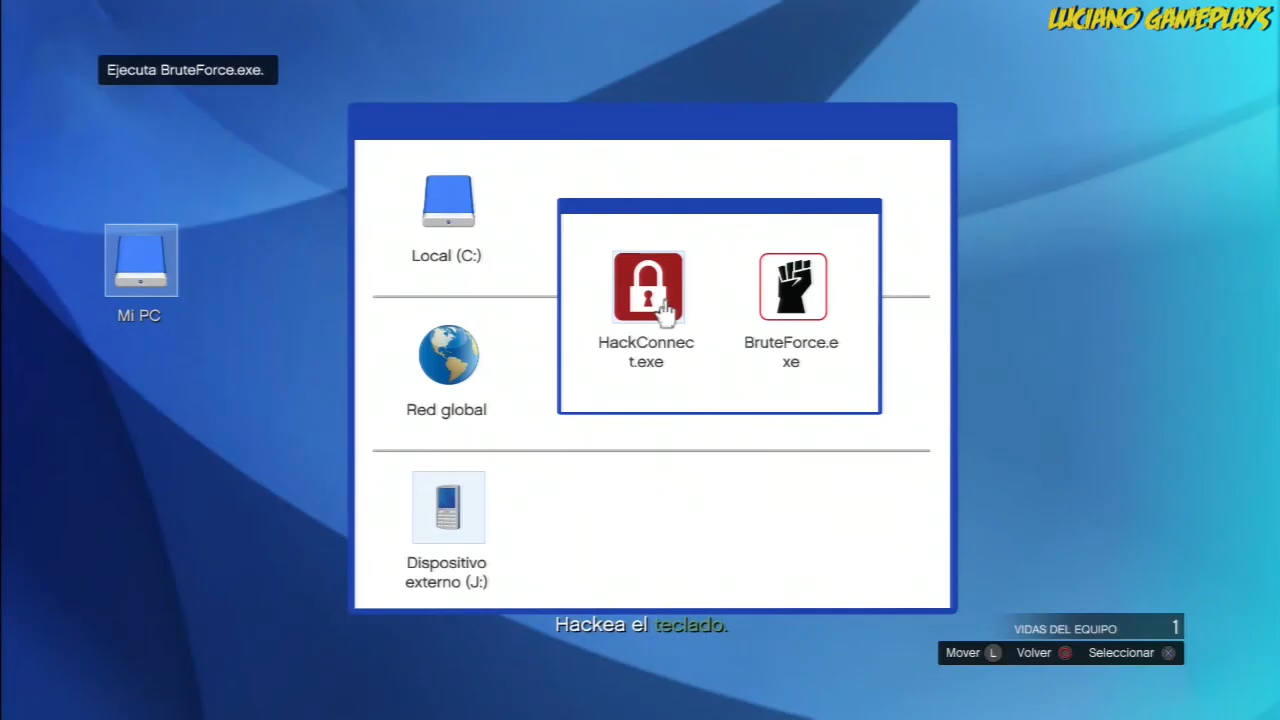 LUCIANO GAMEPLAYS
Ejecuta BruteForce.exe.
Local (C:)
HackConnec
t.exe
BruteForce.e
xe
Mi PC
Red global
Dispositivo
externo (J:)
Hackea el teclado.
VIDAS DEL EQUIPO 1
Mover L Volver Seleccionar